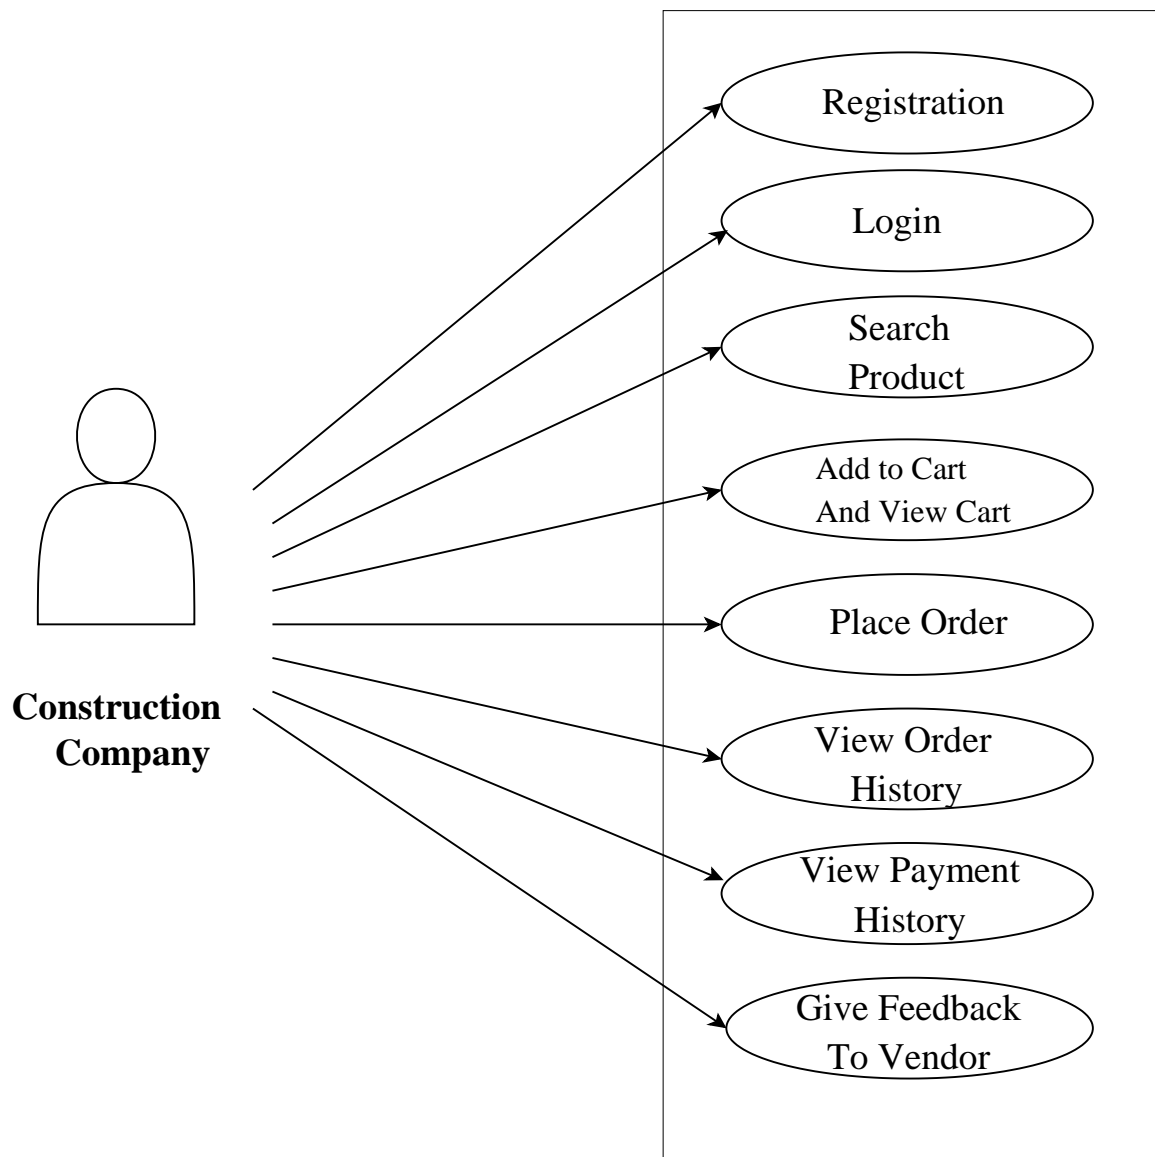 Registration
Login
Search
Product
Add to Cart
And View Cart
Place Order
Construction
Company
View Order
History
View Payment
History
Give Feedback
To Vendor